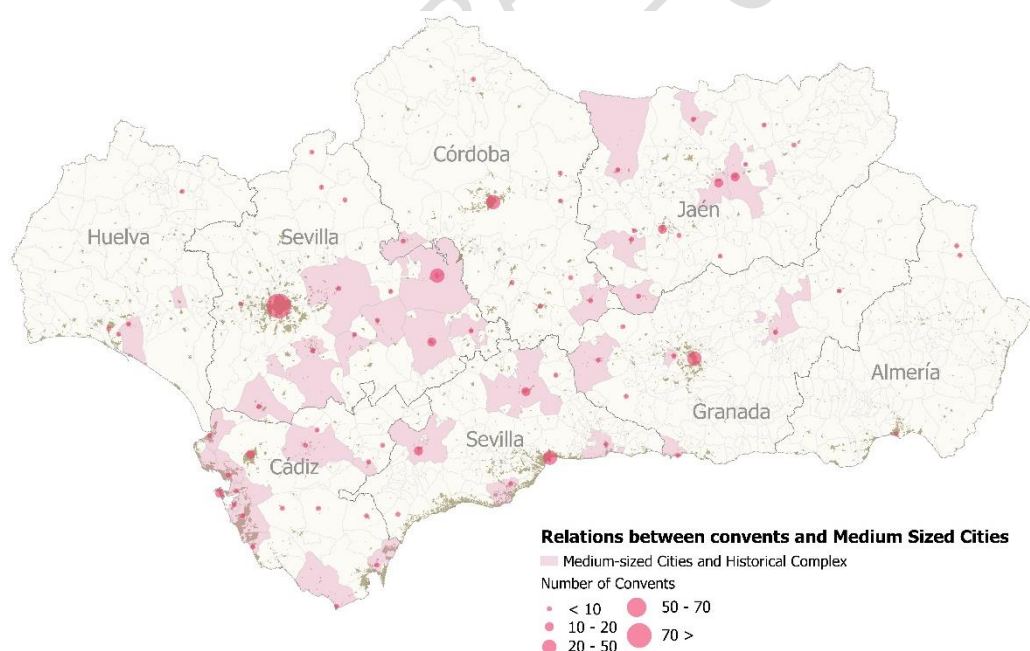 Córdoba
Jaén
Huelva
Sevilla
Almería
Granada
Sevilla
Cádiz
Relations between convents and Medium Sized Cities
Medium-sized Cities and Historical Complex
Number of Convents
< 10
50 - 70
10 - 20
70 >
20 - 50